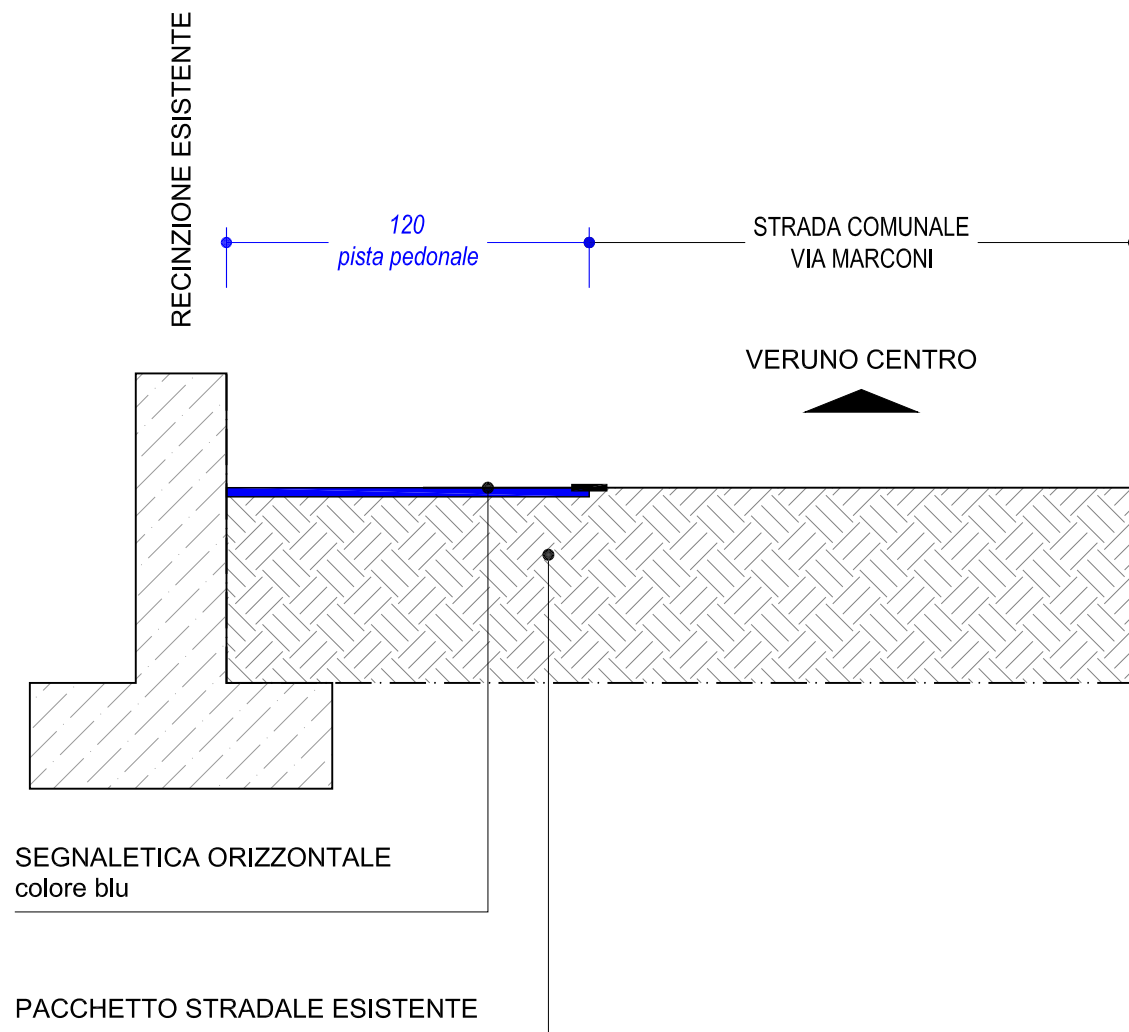 RECINZIONE ESISTENTE
120
pista pedonale
STRADA COMUNALE
VIA MARCONI
VERUNO CENTRO
SEGNALETICA ORIZZONTALE
colore blu
PACCHETTO STRADALE ESISTENTE